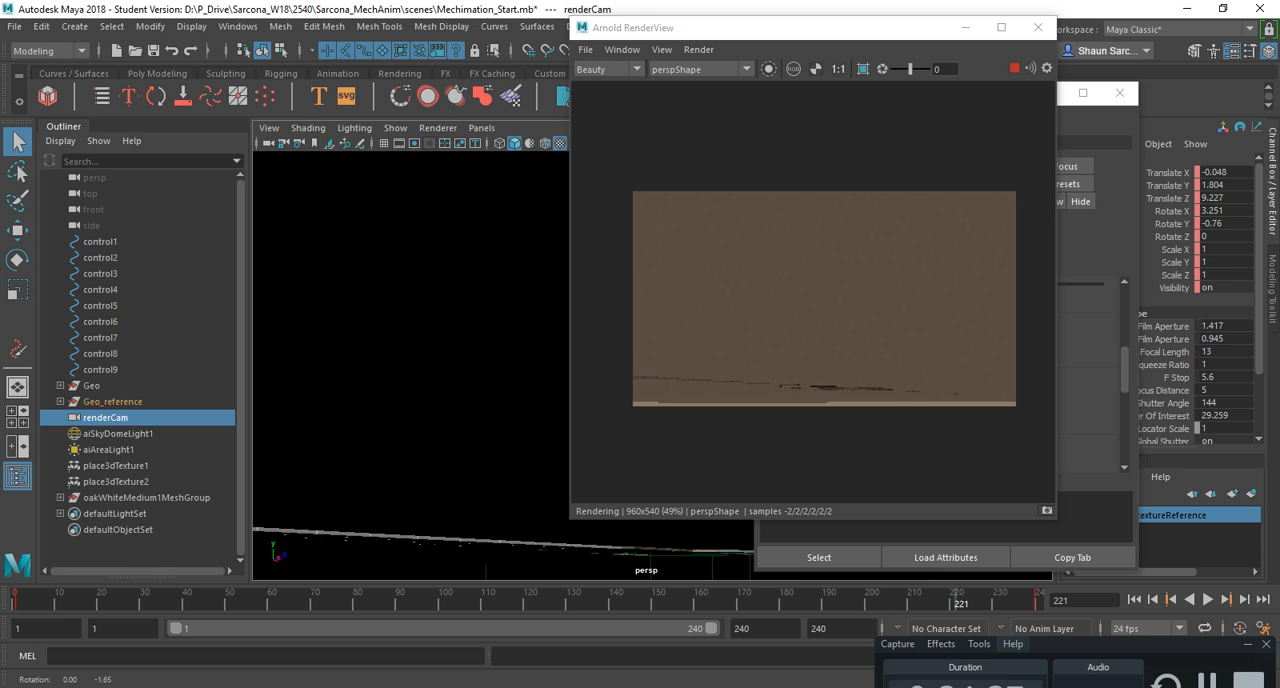 Autodesk Maya 2018 - Student Version: D:\P_Drive\Sarcona_W18\2540\Sarcona_MechAnim\scenes\Mechimation_Start.mb* --- renderCam
File Edit Create Select Modify Display Windows Mesh Edit Mesh Mesh Tools Mesh Display Curves Surfaces
Workspace : Maya Classic*
Modeling
Shaun Sarc...
Curves / Surfaces Poly Modeling Sculpting Rigging Animation Rendering FX FX Caching Custom
SVG
Outliner
Display Show Help
Search...
persp
top
front
side
control1
control2
control3
control4
control5
control6
control7
control8
control9
Geo
Geo_reference
renderCam
aiSkyDomeLight1
aiAreaLight1
place3dTexture1
place3dTexture2
oakWhiteMedium1MeshGroup
defaultLightSet
defaultObjectSet
View Shading Lighting Show Renderer Panels
persp
Arnold RenderView
File Window View Render
Beauty perspShape 1:1 0
Rendering | 960x540 (49%) | perspShape | samples -2/2/2/2/2/2
ocus
resets
w Hide
Select Load Attributes Copy Tab
Object Show
Translate X -0.048
Translate Y 1.804
Translate Z 9.227
Rotate X 3.251
Rotate Y -0.76
Rotate Z 0
Scale X 1
Scale Y 1
Scale Z 1
Visibility on
pe
Film Aperture 1.417
Film Aperture 0.945
Focal Length 13
queeze Ratio 1
F Stop 5.6
ocus Distance 5
Shutter Angle 144
er Of Interest 29.259
Locator Scale 1
Global Shutter on
Help
extureReference
Channel Box / Layer Editor
Modeling Toolkit
10 20 30 40 50 60 70 80 90 100 110 120 130 140 150 160 170 180 190 200 210 220 230 24
221
221
1 1 1 240 240 240 No Character Set No Anim Layer 24 fps
MEL
Rotation: 0.00 -1.65
Capture Effects Tools Help
Duration Audio